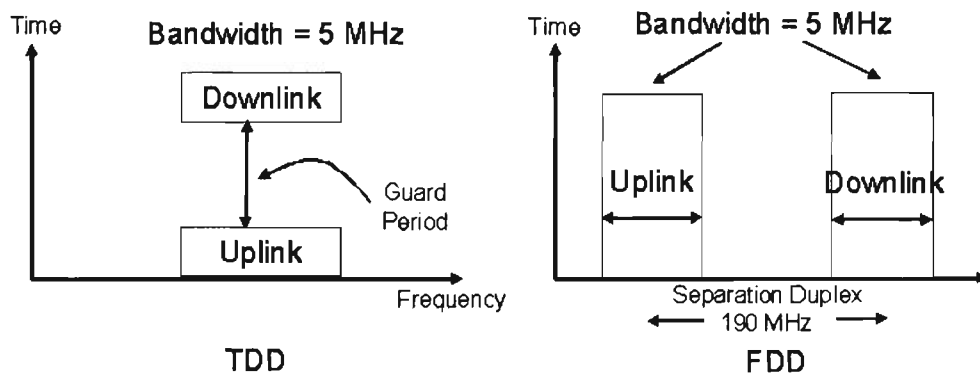 Time
Bandwidth = 5 MHz
Downlink
Guard
Period
Uplink
Frequency
TDD
Time
Bandwidth = 5 MHz
Uplink
Downlink
Separation Duplex
190 MHz
FDD